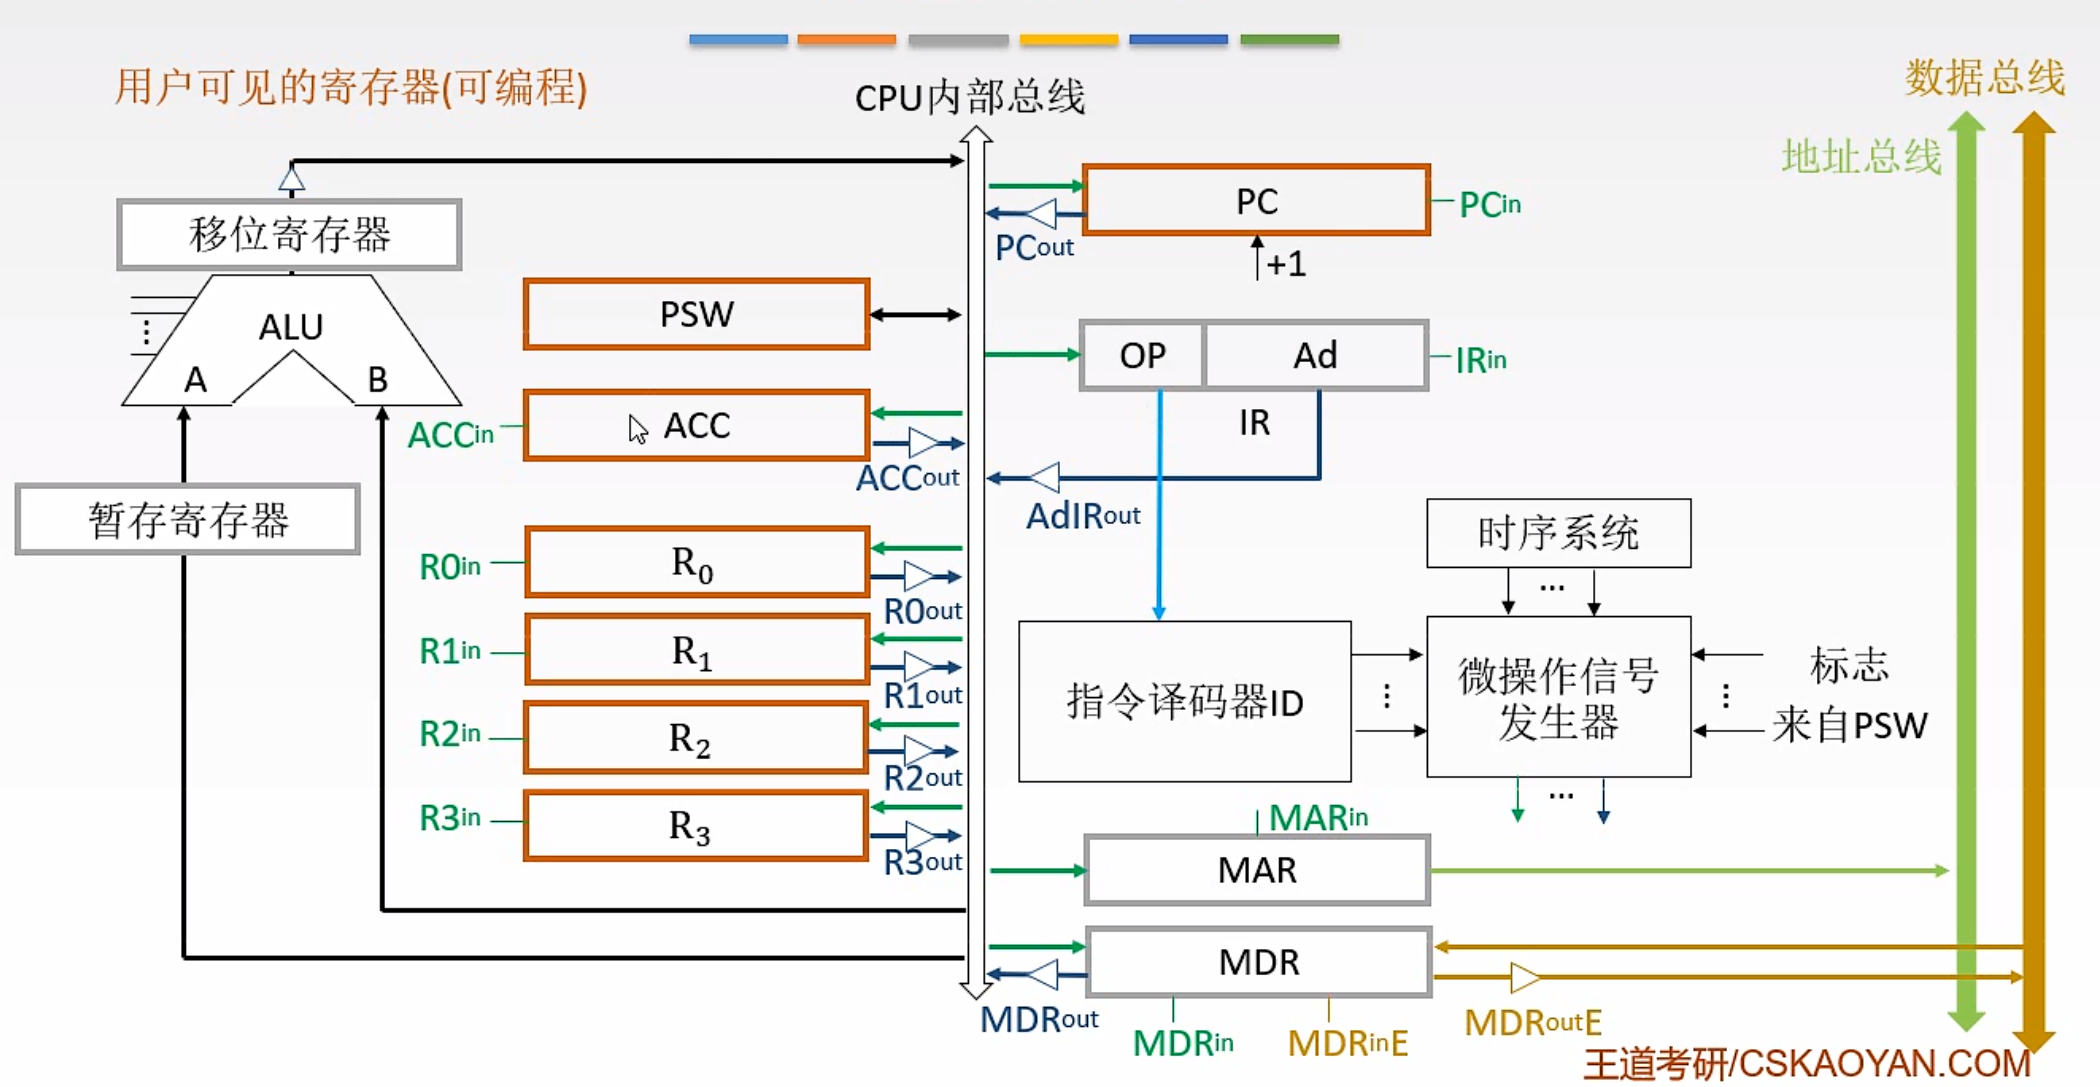 用户可见的寄存器(可编程)
CPU内部总线
数据总线
地址总线
移位寄存器
ALU
A
B
暂存寄存器
PSW
ACCin
ACC
ACCout
R0in
R₀
R0out
R1in
R₁
R1out
R2in
R₂
R2out
R3in
R₃
R3out
PC
PCin
PCout
+1
OP
Ad
IRin
IR
AdIRout
时序系统
...
指令译码器ID
⋮
微操作信号
发生器
标志
来自PSW
...
MARin
MAR
MDR
MDRout
MDRin
MDRinE
MDRoutE
王道考研/CSKAOYAN.COM